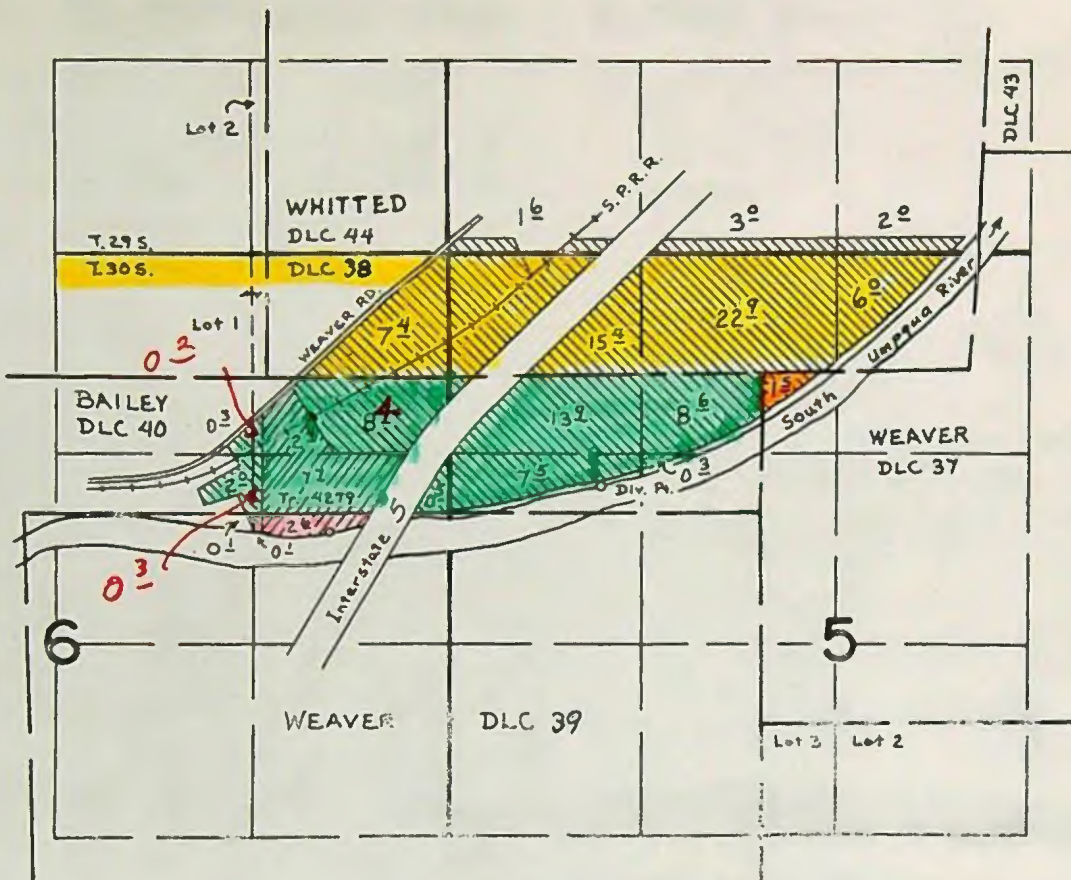 DLC 43
Lot 2
WHITTED
DLC 44
1 6
S.P.R.R.
3 0
2 0
T. 29 S.
T. 30 S.
DLC 38
WEAVER RD.
Lot 1
7 4
15 4
22 9
6 0
0 2
BAILEY
DLC 40
0 3
8 4
13 9
8 6
1 5
South Umpqua River
WEAVER
DLC 37
2 0
7 7
Tr. 4279
7 5
Div. Pt.
0 3
2 6
0 1
0 1
0 3
Interstate 5
6
5
WEAVER DLC 39
Lot 3
Lot 2